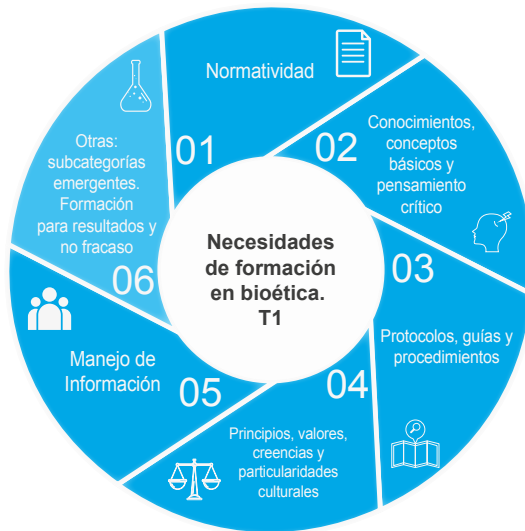 Necesidades
de formación
en bioética.
T1
01
Normatividad
02
Conocimientos,
conceptos
básicos y
pensamiento
crítico
03
Protocolos, guías y
procedimientos
04
Principios, valores,
creencias y
particularidades
culturales
05
Manejo de
Información
06
Otras:
subcategorías
emergentes.
Formación
para resultados y
no fracaso